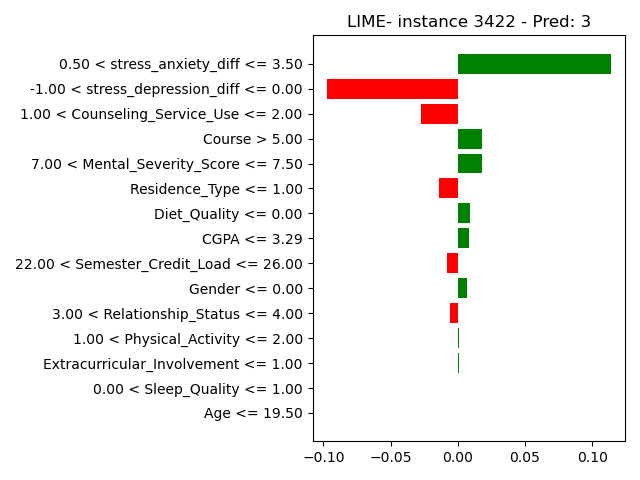 LIME- instance 3422 - Pred: 3
0.50 < stress_anxiety_diff <= 3.50
-1.00 < stress_depression_diff <= 0.00
1.00 < Counseling_Service_Use <= 2.00
Course > 5.00
7.00 < Mental_Severity_Score <= 7.50
Residence_Type <= 1.00
Diet_Quality <= 0.00
CGPA <= 3.29
22.00 < Semester_Credit_Load <= 26.00
Gender <= 0.00
3.00 < Relationship_Status <= 4.00
1.00 < Physical_Activity <= 2.00
Extracurricular_Involvement <= 1.00
0.00 < Sleep_Quality <= 1.00
Age <= 19.50
−0.10 −0.05 0.00 0.05 0.10